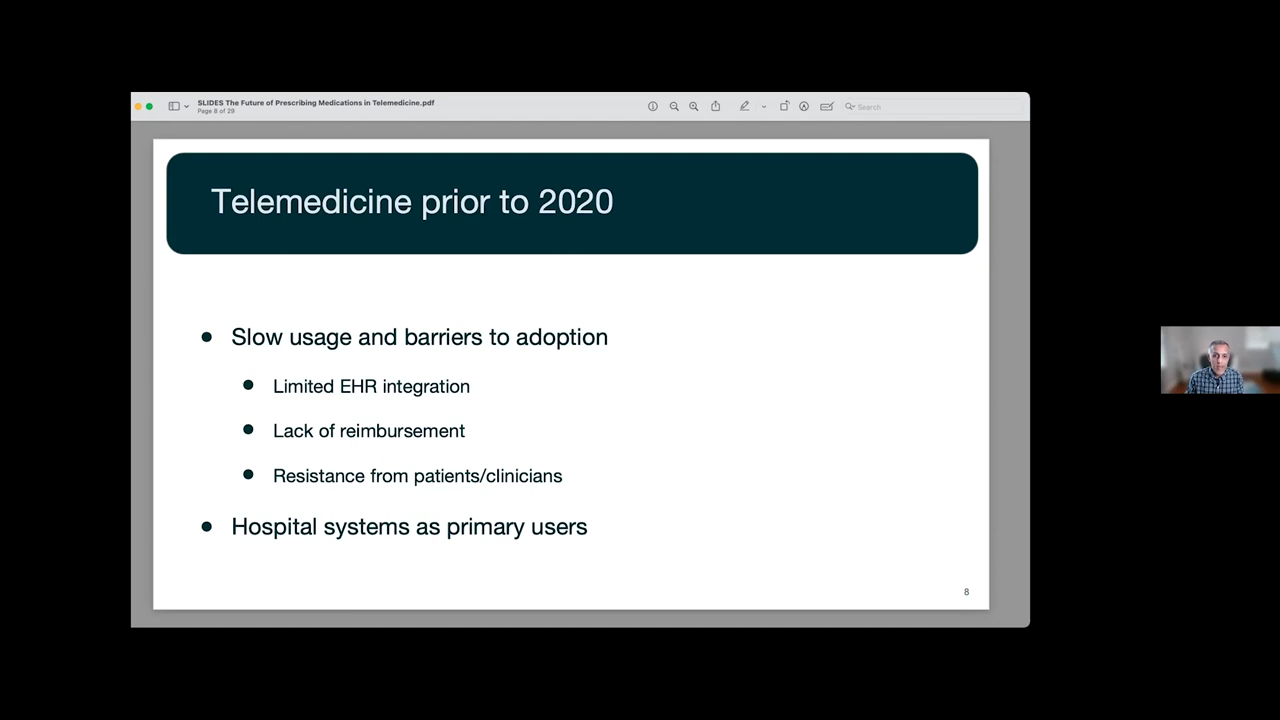 SLIDES The Future of Prescribing Medications in Telemedicine.pdf
Page 8 of 29
Search
Telemedicine prior to 2020
Slow usage and barriers to adoption
Limited EHR integration
Lack of reimbursement
Resistance from patients/clinicians
Hospital systems as primary users
8